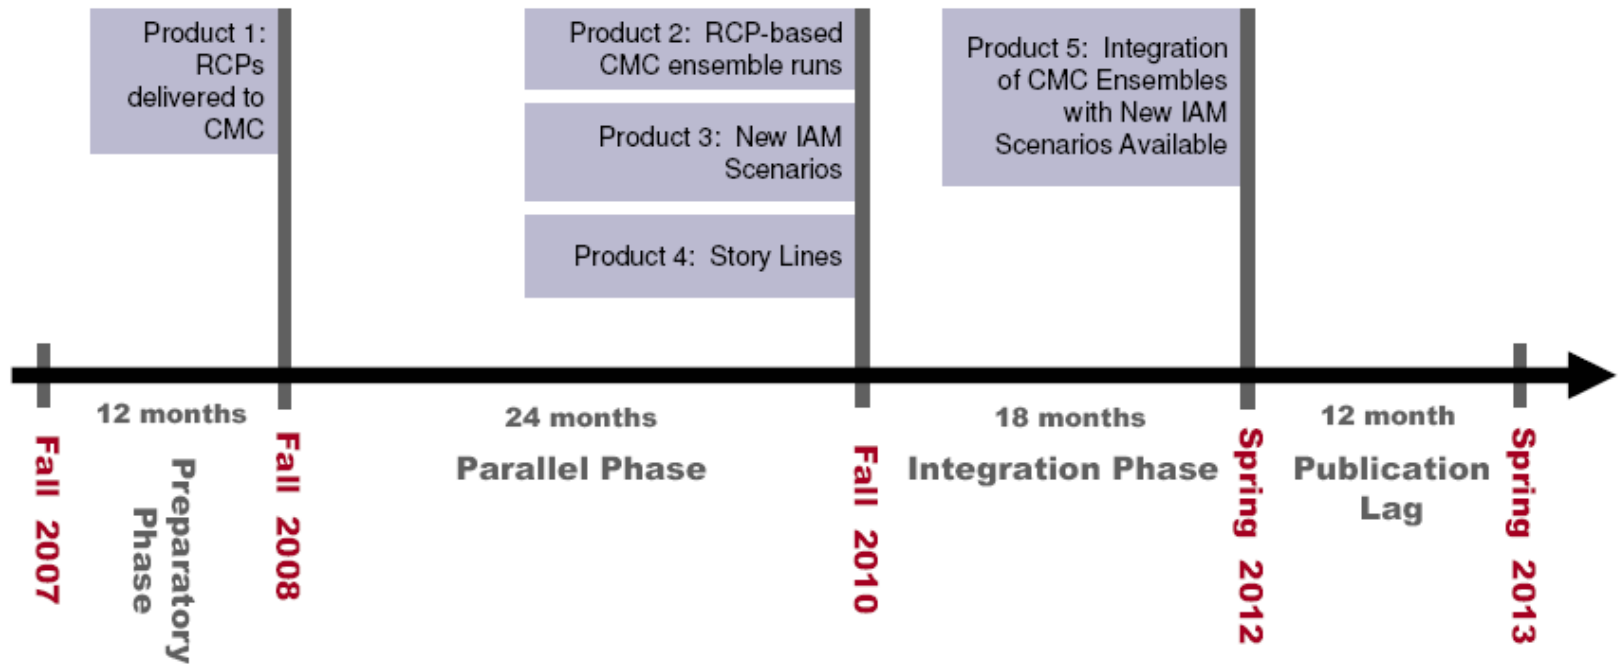 Product 1:
RCPs
delivered to
CMC
Product 2: RCP-based
CMC ensemble runs
Product 3: New IAM
Scenarios
Product 4: Story Lines
Product 5: Integration
of CMC Ensembles
with New IAM
Scenarios Available
12 months
24 months
18 months
12 month
Preparatory
Phase
Parallel Phase
Integration Phase
Publication
Lag
Fall 2007
Fall 2008
Fall 2010
Spring 2012
Spring 2013